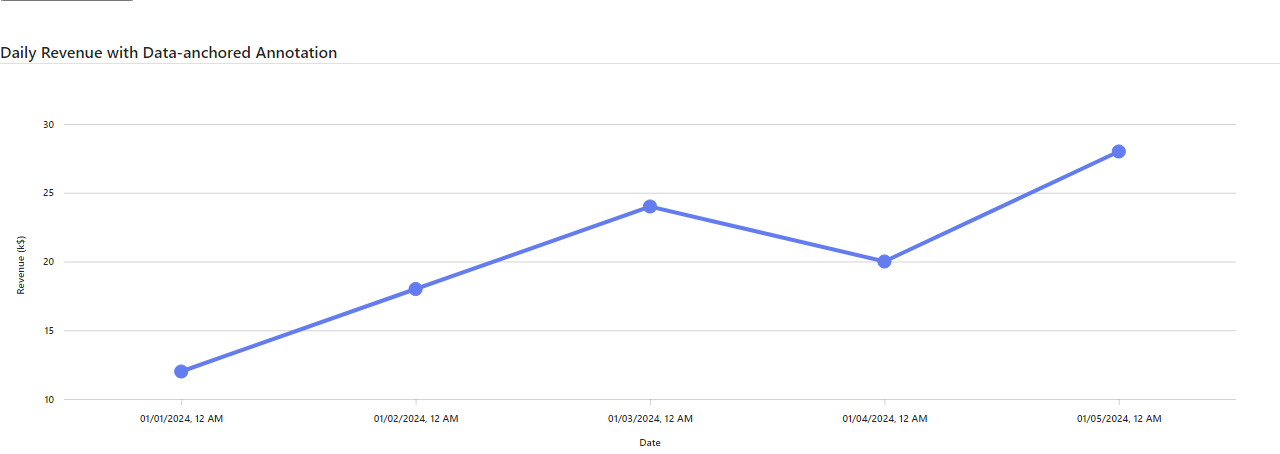 Daily Revenue with Data-anchored Annotation
30
25
20
15
10
Revenue (k$)
01/01/2024, 12 AM
01/02/2024, 12 AM
01/03/2024, 12 AM
01/04/2024, 12 AM
01/05/2024, 12 AM
Date